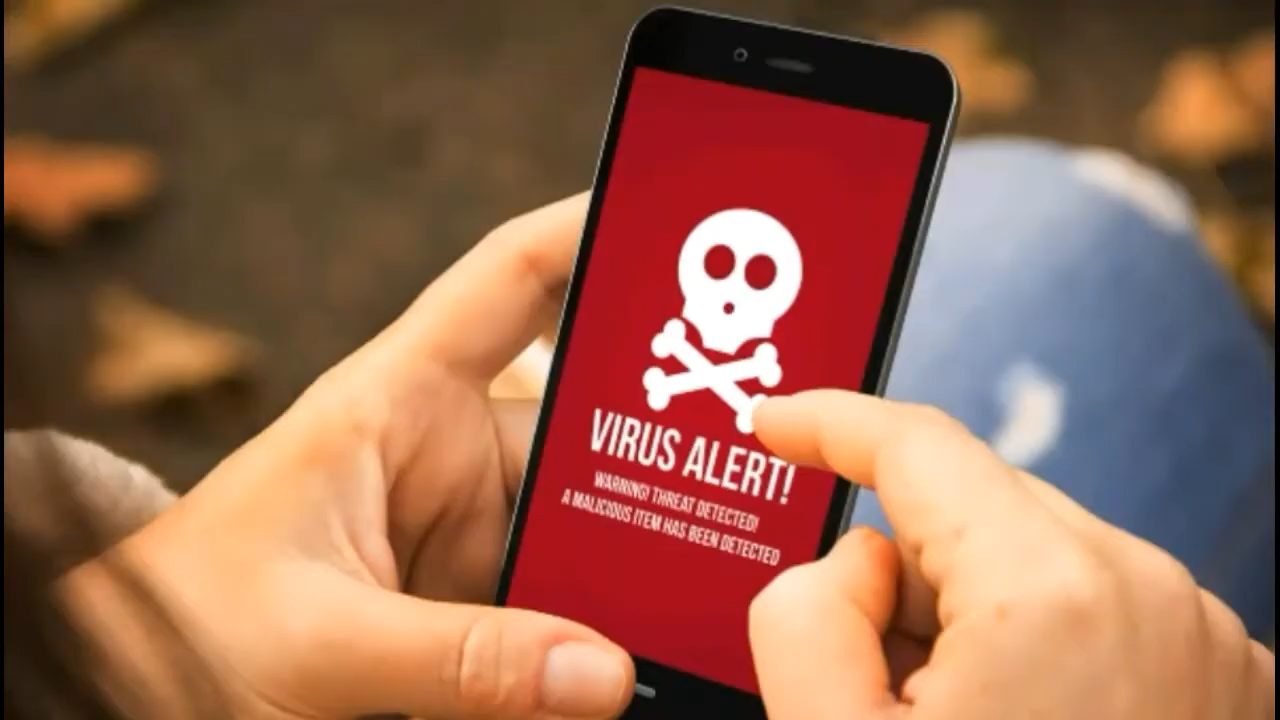 VIRUS ALERT!
WARNING! THREAT DETECTED!
A MALICIOUS ITEM HAS BEEN DETECTED